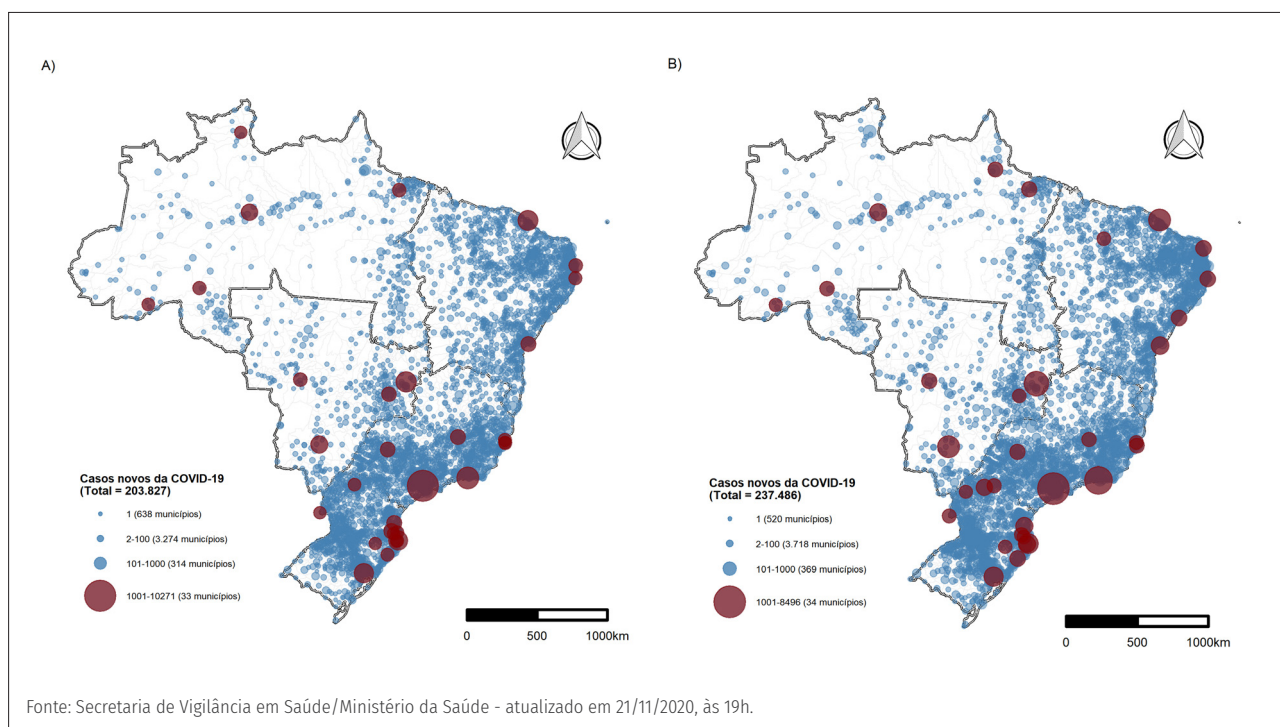 A)
Casos novos da COVID-19
(Total = 203.827)
1 (638 municípios)
2-100 (3.274 municípios)
101-1000 (314 municípios)
1001-10271 (33 municípios)
0 500 1000km
B)
Casos novos da COVID-19
(Total = 237.486)
1 (520 municípios)
2-100 (3.718 municípios)
101-1000 (369 municípios)
1001-8496 (34 municípios)
0 500 1000km
Fonte: Secretaria de Vigilância em Saúde/Ministério da Saúde - atualizado em 21/11/2020, às 19h.